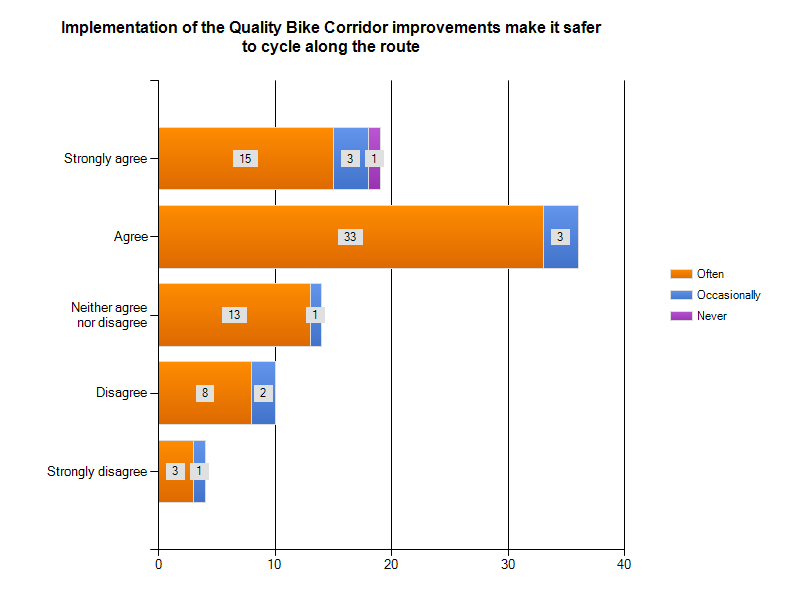 Implementation of the Quality Bike Corridor improvements make it safer
to cycle along the route
Strongly agree
15
3
1
Agree
33
3
Neither agree
nor disagree
13
1
Disagree
8
2
Strongly disagree
3
1
0
10
20
30
40
Often
Occasionally
Never